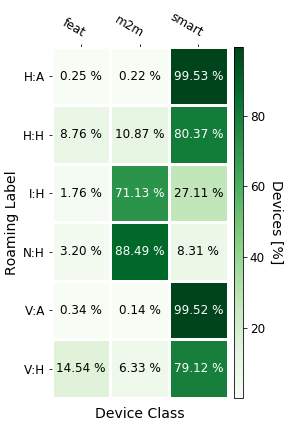 feat m2m smart
H:A 0.25 % 0.22 % 99.53 %
H:H 8.76 % 10.87 % 80.37 %
I:H 1.76 % 71.13 % 27.11 %
N:H 3.20 % 88.49 % 8.31 %
V:A 0.34 % 0.14 % 99.52 %
V:H 14.54 % 6.33 % 79.12 %
Roaming Label
Device Class
80
60
40
20
Devices [%]